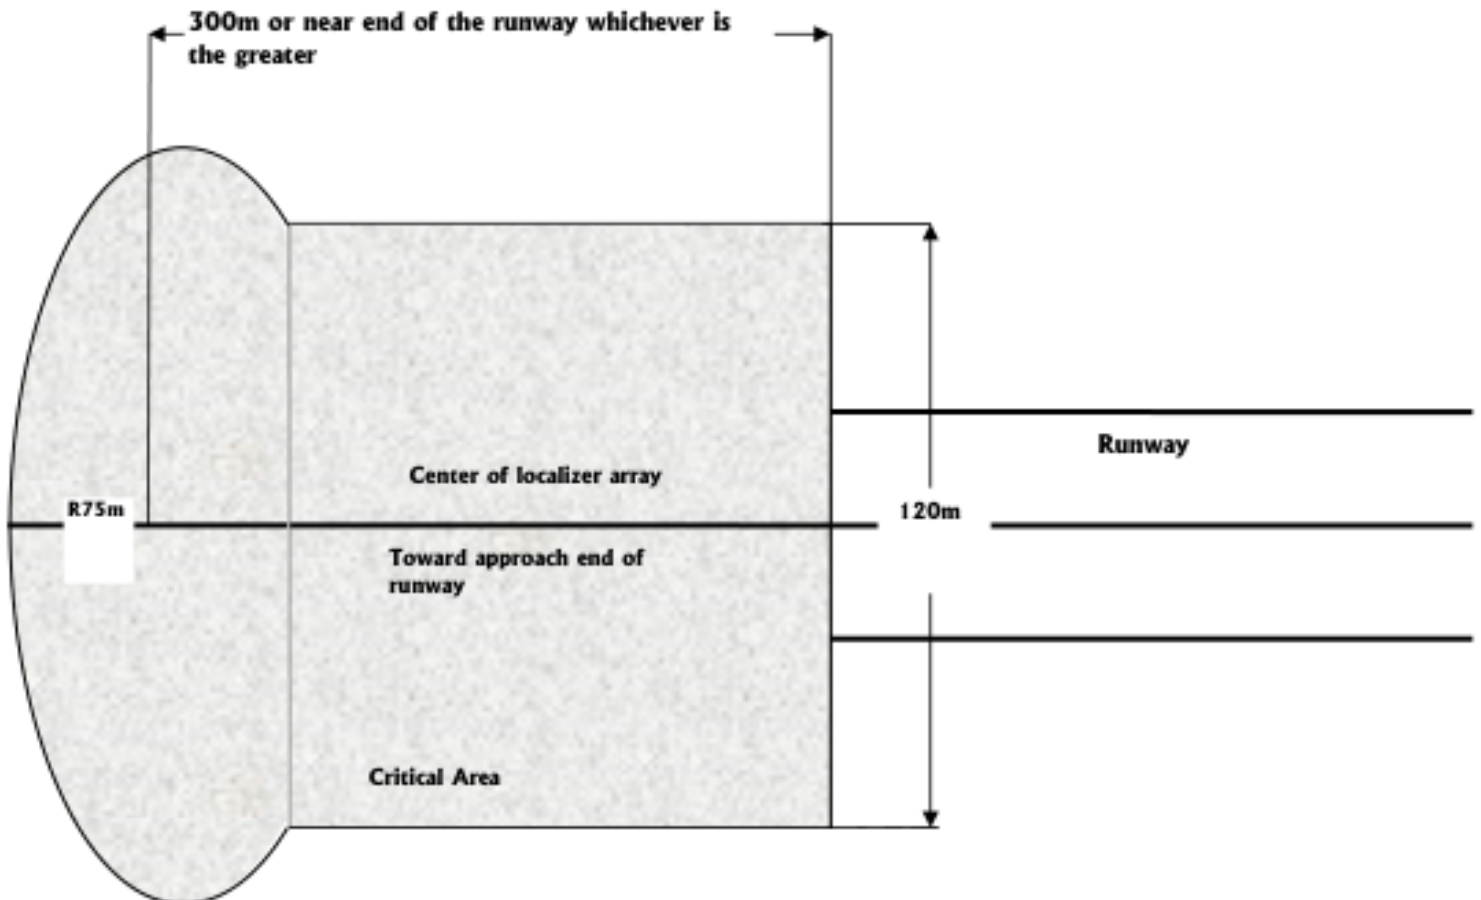 300m or near end of the runway whichever is
the greater
Runway
Center of localizer array
R75m
120m
Toward approach end of
runway
Critical Area